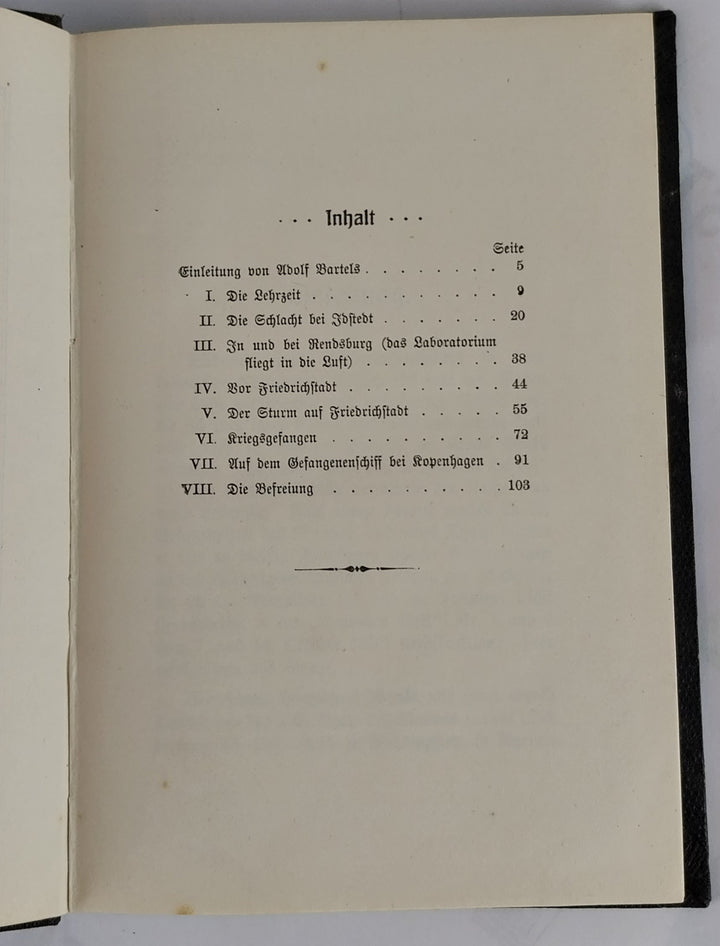 · · · Inhalt · · ·
Seite
Einleitung von Adolf Bartels . . . . . . . . 5
I. Die Lehrzeit . . . . . . . . . . 9
II. Die Schlacht bei Idstedt . . . . . . . 20
III. In und bei Rendsburg (das Laboratorium
fliegt in die Luft) . . . . . . . . 38
IV. Vor Friedrichstadt . . . . . . . . . 44
V. Der Sturm auf Friedrichstadt . . . . . 55
VI. Kriegsgefangen . . . . . . . . . . 72
VII. Auf dem Gefangenenschiff bei Kopenhagen . 91
VIII. Die Befreiung . . . . . . . . . . 103